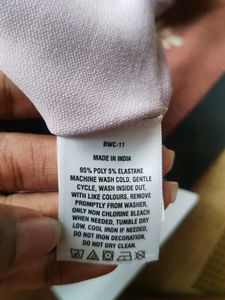 BWC-11
MADE IN INDIA
95% POLY 5% ELASTANE
MACHINE WASH COLD, GENTLE
CYCLE, WASH INSIDE OUT,
WITH LIKE COLOURS, REMOVE
PROMPTLY FROM WASHER,
ONLY NON CHLORINE BLEACH
WHEN NEEDED, TUMBLE DRY
LOW, COOL IRON IF NEEDED,
DO NOT IRON DECORATION,
DO NOT DRY CLEAN.